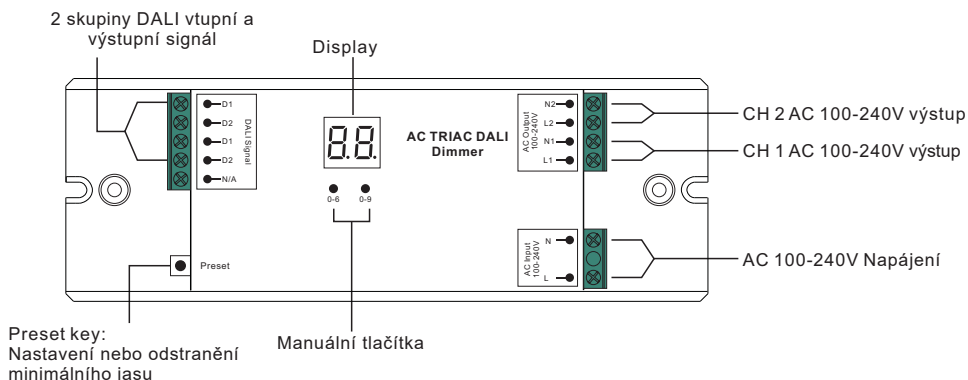 2 skupiny DALI vtupní a
výstupní signál
Display
D1
D2
D1
D2
N/A
DALI Signal
8.8.
AC TRIAC DALI
Dimmer
0-6
0-9
N2
L2
N1
L1
AC Output
100-240V
CH 2 AC 100-240V výstup
CH 1 AC 100-240V výstup
N
L
AC Input
100-240V
AC 100-240V Napájení
Preset
Preset key:
Nastavení nebo odstranění
minimálního jasu
Manuální tlačítka